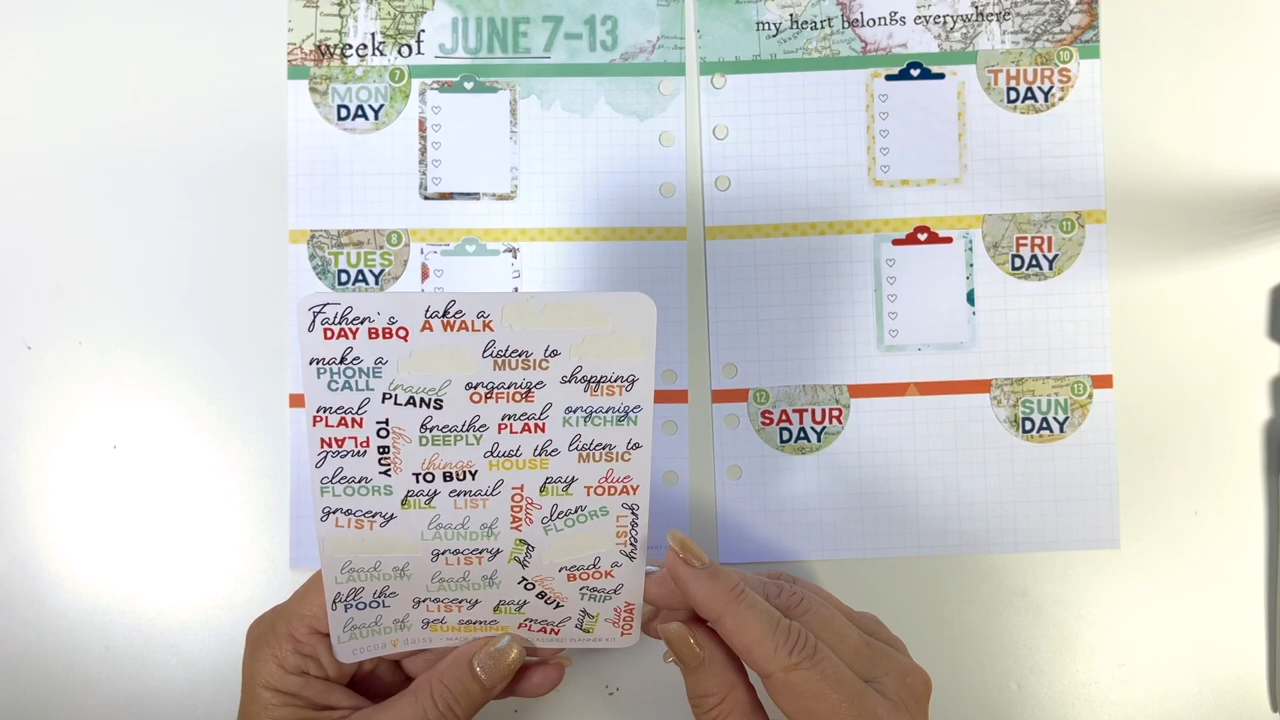 week of JUNE 7-13
my heart belongs everywhere
7
MON
DAY
10
THURS
DAY
8
TUES
DAY
11
FRI
DAY
12
SATUR
DAY
13
SUN
DAY
Father's
DAY BBQ
take a
A WALK
make a
PHONE
CALL
listen to
MUSIC
travel
PLANS
organize
OFFICE
shopping
LIST
meal
PLAN
breathe
DEEPLY
meal
PLAN
organize
KITCHEN
meal
PLAN
things
TO BUY
things
TO BUY
dust the
HOUSE
listen to
MUSIC
clean
FLOORS
pay
BILL
email
LIST
pay
BILL
due
TODAY
grocery
LIST
load of
LAUNDRY
due
TODAY
clean
FLOORS
grocery
LIST
grocery
LIST
pay
BILL
load of
LAUNDRY
load of
LAUNDRY
things
TO BUY
read a
BOOK
fill the
POOL
grocery
LIST
pay
BILL
road
TRIP
load of
LAUNDRY
get some
SUNSHINE
meal
PLAN
pay
BILL
due
TODAY
cocoa daisy
CLASSIFIED PLANNER KIT